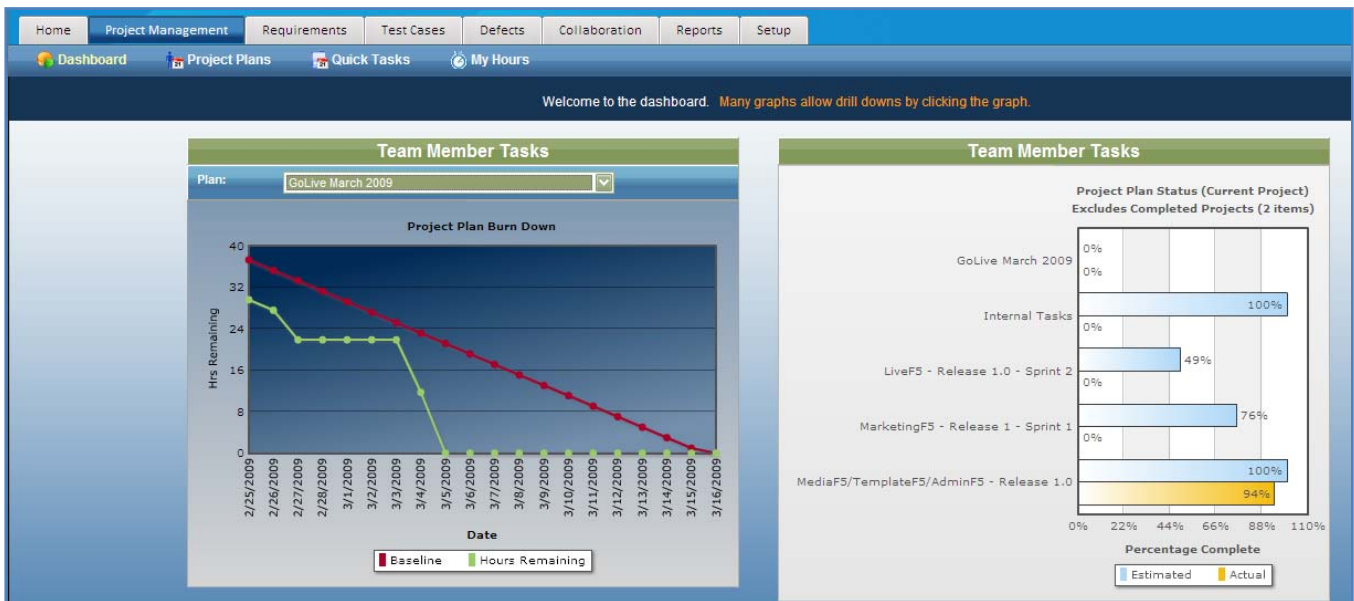 Home Project Management Requirements Test Cases Defects Collaboration Reports Setup
Dashboard Project Plans Quick Tasks My Hours
Welcome to the dashboard. Many graphs allow drill downs by clicking the graph.
Team Member Tasks
Plan: GoLive March 2009
Project Plan Burn Down
40
32
24
16
8
0
Hrs Remaining
2/25/2009 2/26/2009 2/27/2009 2/28/2009 3/1/2009 3/2/2009 3/3/2009 3/4/2009 3/5/2009 3/6/2009 3/7/2009 3/8/2009 3/9/2009 3/10/2009 3/11/2009 3/12/2009 3/13/2009 3/14/2009 3/15/2009 3/16/2009
Date
Baseline Hours Remaining
Team Member Tasks
Project Plan Status (Current Project)
Excludes Completed Projects (2 items)
GoLive March 2009
0%
0%
Internal Tasks
100%
0%
LiveF5 - Release 1.0 - Sprint 2
49%
0%
MarketingF5 - Release 1 - Sprint 1
76%
0%
MediaF5/TemplateF5/AdminF5 - Release 1.0
100%
94%
0% 22% 44% 66% 88% 110%
Percentage Complete
Estimated Actual